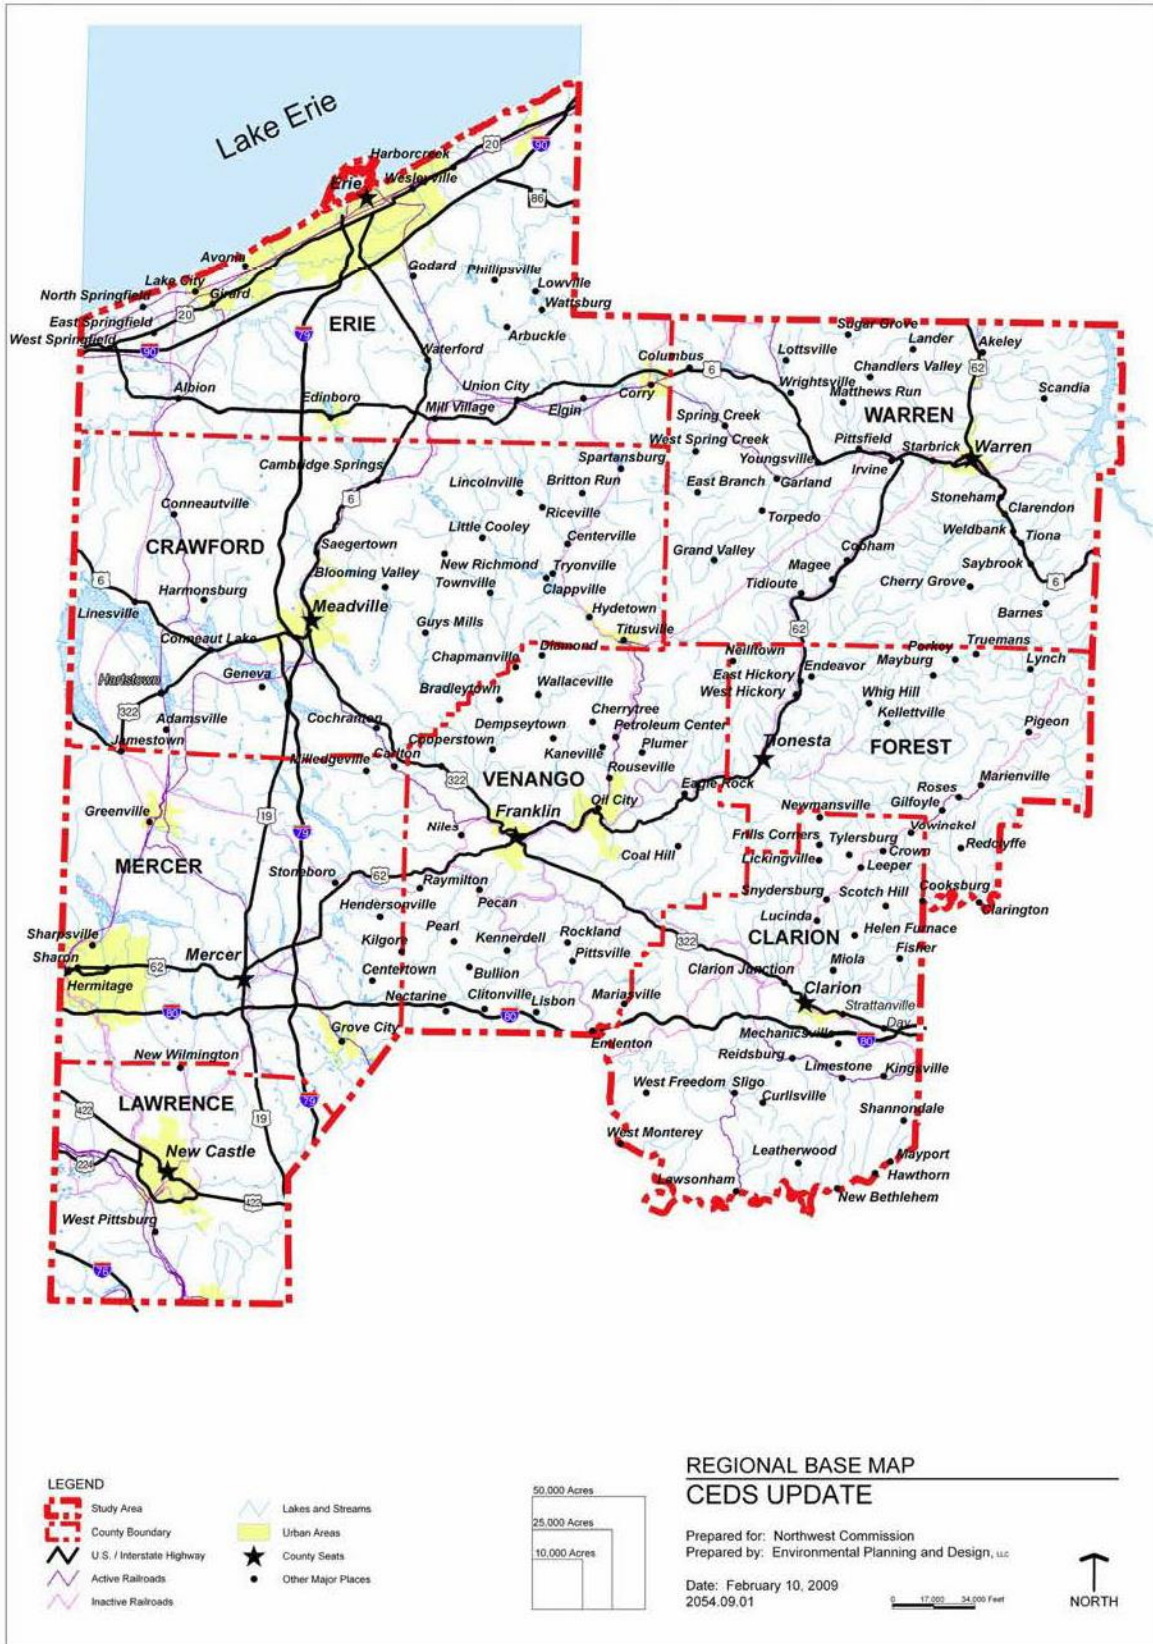 Lake Erie
Harborcreek
20
90
Erie
Wesleyville
86
Avonia
Godard
Phillipsville
Lake City
Lowville
North Springfield
Girard
Wattsburg
20
East Springfield
ERIE
Arbuckle
Sugar Grove
West Springfield
79
Lander
Akeley
90
Waterford
Columbus
Lottsville
6
Chandlers Valley
62
Albion
Union City
Wrightsville
Scandia
Edinboro
Corry
Matthews Run
Mill Village
Elgin
Spring Creek
WARREN
West Spring Creek
Pittsfield
Starbrick
Warren
Cambridge Springs
Spartansburg
Youngsville
Irvine
Lincolnville
Britton Run
East Branch
Garland
6
Stoneham
Conneautville
Riceville
Clarendon
Torpedo
Little Cooley
Weldbank
Tiona
CRAWFORD
Saegertown
Centerville
Cobham
Grand Valley
New Richmond
Tryonville
Magee
Saybrook
Blooming Valley
6
Townville
Tidioute
Cherry Grove
6
Harmonsburg
Clappville
Linesville
Meadville
Hydetown
Barnes
Guys Mills
Titusville
62
Conneaut Lake
Diamond
Neilltown
Porkey
Truemans
Chapmanville
Endeavor
Mayburg
Lynch
Hartstown
Geneva
East Hickory
Bradleytown
Wallaceville
West Hickory
Whig Hill
322
Cherrytree
Kellettville
Adamsville
Cochranton
Dempseytown
Petroleum Center
Pigeon
Jamestown
Cooperstown
Tionesta
Plumer
FOREST
Milledgeville
Carlton
Kaneville
322
VENANGO
Rouseville
Eagle Rock
Marienville
Roses
Greenville
Franklin
Oil City
Newmansville
Gilfoyle
19
79
Niles
Frills Corners
Tylersburg
Vowinckel
Crown
Redclyffe
MERCER
Coal Hill
Lickingville
Leeper
Stoneboro
62
Raymilton
Snydersburg
Scotch Hill
Cooksburg
Hendersonville
Pecan
Clarington
Lucinda
Sharpsville
Pearl
Rockland
CLARION
Helen Furnace
Kilgore
Kennerdell
322
Sharon
Mercer
Pittsville
Fisher
62
Centertown
Bullion
Clarion Junction
Miola
Hermitage
Clarion
Nectarine
Clitonville
Lisbon
Mariasville
Strattanville
80
80
Day
Grove City
Emlenton
Mechanicsville
80
New Wilmington
Reidsburg
Limestone
Kingsville
West Freedom
Sligo
79
LAWRENCE
Curllsville
422
19
Shannondale
West Monterey
224
New Castle
Leatherwood
Mayport
Hawthorn
422
Lawsonham
New Bethlehem
West Pittsburg
76
LEGEND
Study Area
County Boundary
U.S. / Interstate Highway
Active Railroads
Inactive Railroads
Lakes and Streams
Urban Areas
County Seats
Other Major Places
50,000 Acres
25,000 Acres
10,000 Acres
REGIONAL BASE MAP
CEDS UPDATE
Prepared for: Northwest Commission
Prepared by: Environmental Planning and Design, LLC
Date: February 10, 2009
2054.09.01
0 17,000 34,000 Feet
NORTH